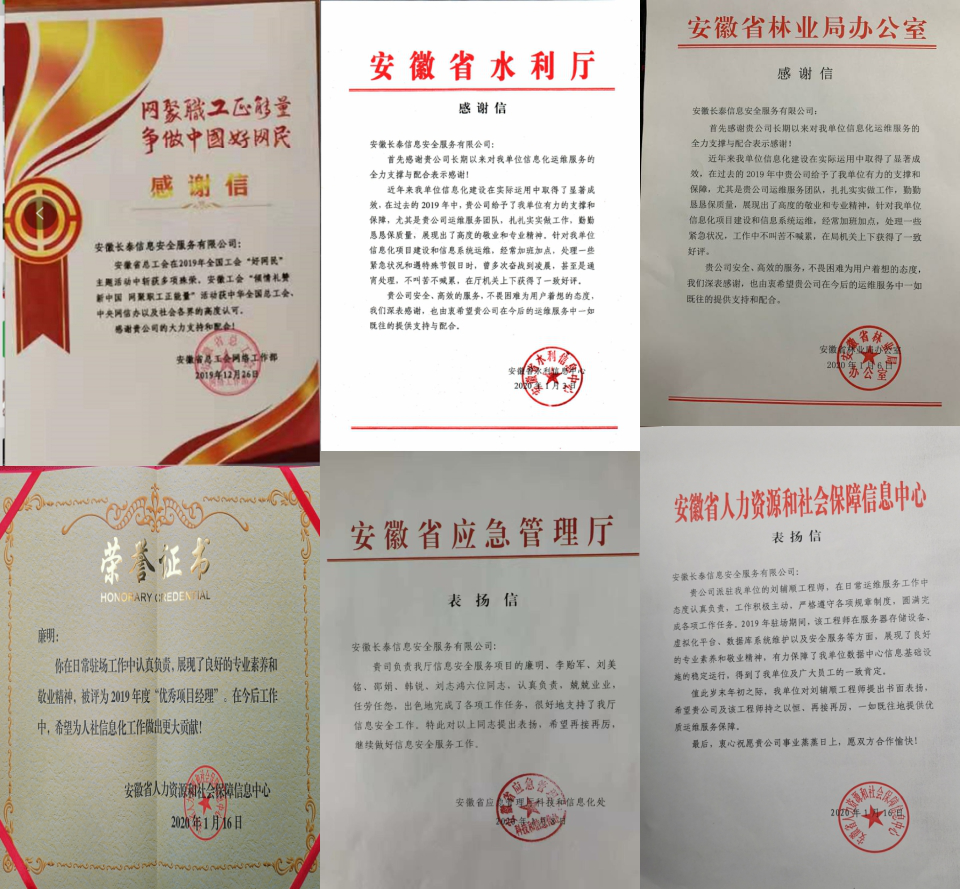 网聚职工正能量
争做中国好网民
感谢信
安徽长泰信息安全服务有限公司：
安徽省总工会在2019年全国工会“好网民”
主题活动中斩获多项殊荣，安徽工会“倾情礼赞
新中国 网聚职工正能量”活动获中华全国总工会、
中央网信办以及社会各界的高度认可。
感谢贵公司的大力支持和配合！
安徽省总工会网络工作部
2019年12月26日
安徽省水利厅
感谢信
安徽长泰信息安全服务有限公司：
首先感谢贵公司长期以来对我单位信息化运维服务的
全力支撑与配合表示感谢！
近年来我单位信息化建设在实际运用中取得了显著成
效，在过去的 2019 年中，贵公司给予了我单位有力的支撑和
保障，尤其是贵公司运维服务团队，扎扎实实做工作，勤勤
恳恳保质量，展现出了高度的敬业和专业精神。针对我单位
信息化项目建设和信息系统运维，经常加班加点，处理一些
紧急状况和遇特殊节假日时，曾多次奋战到凌晨，甚至是通
宵处理，不叫苦不喊累，在厅机关上下获得了一致好评。
贵公司安全、高效的服务，不畏困难为用户着想的态度，
我们深表感谢，也由衷希望贵公司在今后的运维服务中一如
既往的提供支持与配合。
安徽省水利信息中心
2020 年 1 月 2 日
安徽省林业局办公室
感谢信
安徽长泰信息安全服务有限公司：
首先感谢贵公司长期以来对我单位信息化运维服务的
全力支撑与配合表示感谢！
近年来我单位信息化建设在实际运用中取得了显著成
效，在过去的 2019 年中贵公司给予了我单位有力的支撑和
保障，尤其是贵公司运维服务团队，扎扎实实做工作，勤勤
恳恳保质量，展现出了高度的敬业和专业精神，针对我单位
信息化项目建设和信息系统运维，经常加班加点，处理一些
紧急状况，工作中不叫苦不喊累，在局机关上下获得了一致
好评。
贵公司安全、高效的服务，不畏困难为用户着想的态度，
我们深表感谢，也由衷希望贵公司在今后的运维服务中一如
既往的提供支持和配合。
安徽省林业局办公室
2020 年 1 月 6 日
荣誉证书
HONORARY CREDENTIAL
廉明：
你在日常驻场工作中认真负责，展现了良好的专业素养和
敬业精神，被评为 2019 年度“优秀项目经理”。在今后工作
中，希望为人社信息化工作做出更大贡献！
安徽省人力资源和社会保障信息中心
2020 年 1 月 16 日
安徽省应急管理厅
表扬信
安徽长泰信息安全服务有限公司：
贵司负责我厅信息安全服务项目的廉明、李贻军、刘美
铭、邵娟、韩锐、刘志鸿六位同志，认真负责，兢兢业业，
任劳任怨，出色地完成了各项工作任务，很好地支持了我厅
信息安全工作。特此对以上同志提出表扬，希望再接再厉，
继续做好信息安全服务工作。
安徽省应急管理厅科技和信息化处
安徽省人力资源和社会保障信息中心
表扬信
安徽长泰信息安全服务有限公司：
贵公司派驻我单位的刘辅顺工程师，在日常运维服务工作中
态度认真负责，工作积极主动，严格遵守各项规章制度，圆满完
成各项工作任务。2019 年驻场期间，该工程师在服务器存储设备、
虚拟化平台、数据库系统维护以及安全服务等方面，展现了良好
的专业素养和敬业精神，有力保障了我单位数据中心信息基础设
施的稳定运行，得到了我单位及广大员工的一致肯定。
值此岁末年初之际，我单位对刘辅顺工程师提出书面表扬，
希望贵公司及该工程师持之以恒、再接再厉，一如既往地提供优
质运维服务保障。
最后，衷心祝愿贵公司事业蒸蒸日上，愿双方合作愉快！
2020 年 1 月 16 日